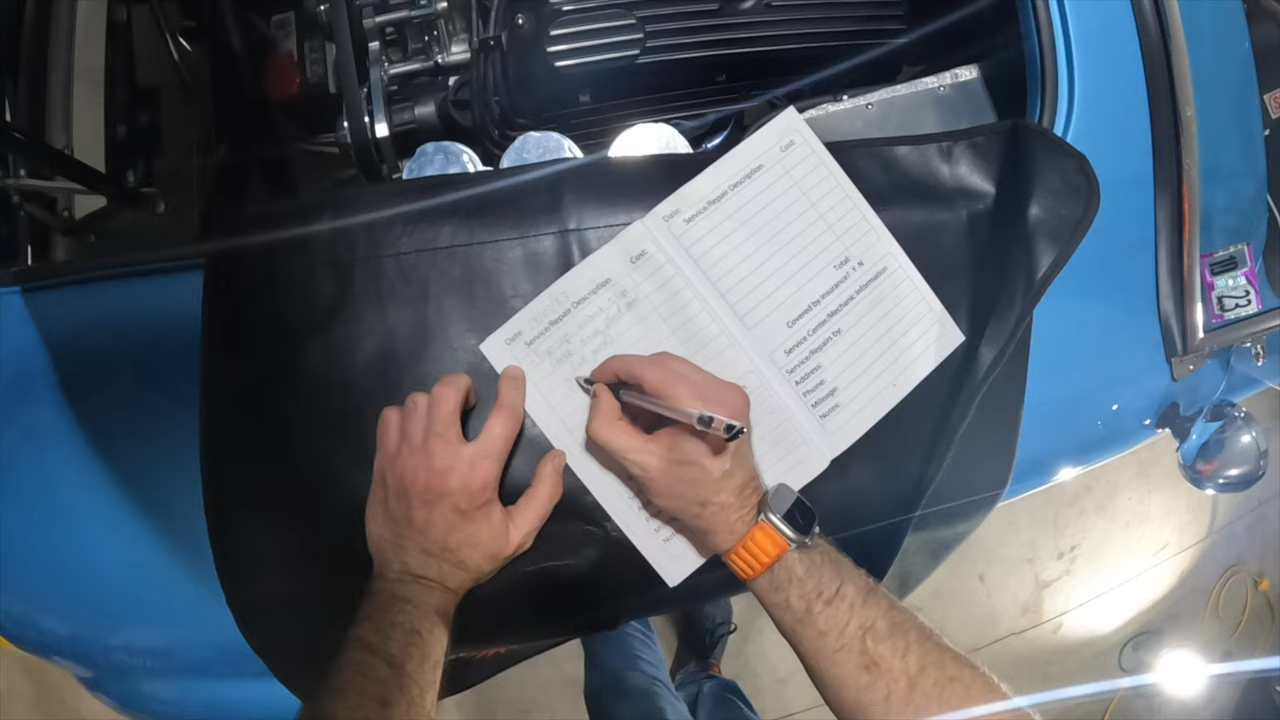 Date:
Service/Repair Description Cost:
Date:
Service/Repair Description Cost:
Total:
Covered by insurance? Y N
Service Center/Mechanic Information
Service/Repairs by:
Address:
Phone:
Mileage:
Notes:
10
23